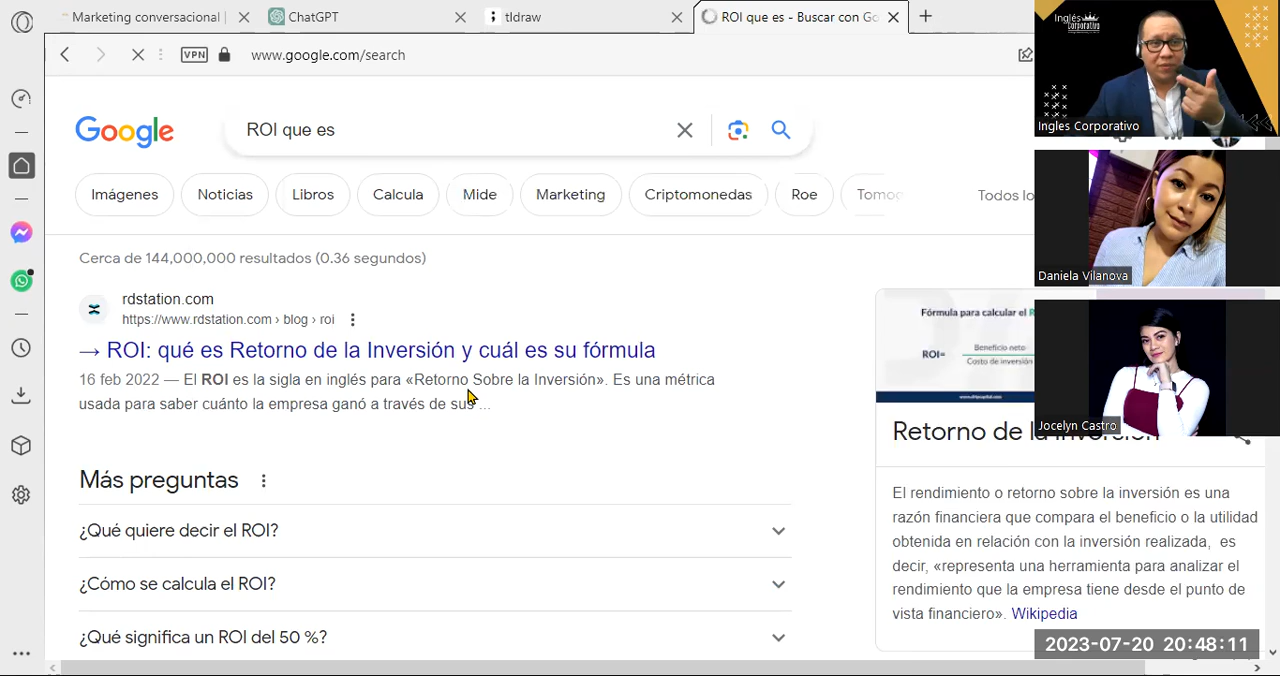 Marketing conversacional |
ChatGPT
tldraw
ROI que es - Buscar con Go
VPN
www.google.com/search
Google
ROI que es
Imágenes
Noticias
Libros
Calcula
Mide
Marketing
Criptomonedas
Roe
Tomog
Todos lo
Cerca de 144,000,000 resultados (0.36 segundos)
rdstation.com
https://www.rdstation.com › blog › roi
→ ROI: qué es Retorno de la Inversión y cuál es su fórmula
16 feb 2022 — El ROI es la sigla en inglés para «Retorno Sobre la Inversión». Es una métrica
usada para saber cuánto la empresa ganó a través de sus ...
Más preguntas
¿Qué quiere decir el ROI?
¿Cómo se calcula el ROI?
¿Qué significa un ROI del 50 %?
Fórmula para calcular el R
ROI=
Beneficio neto
Costo de inversión
Retorno de la Inversión
El rendimiento o retorno sobre la inversión es una
razón financiera que compara el beneficio o la utilidad
obtenida en relación con la inversión realizada, es
decir, «representa una herramienta para analizar el
rendimiento que la empresa tiene desde el punto de
vista financiero». Wikipedia
Inglés
Corporativo
Ingles Corporativo
Daniela Vilanova
Jocelyn Castro
2023-07-20 20:48:11